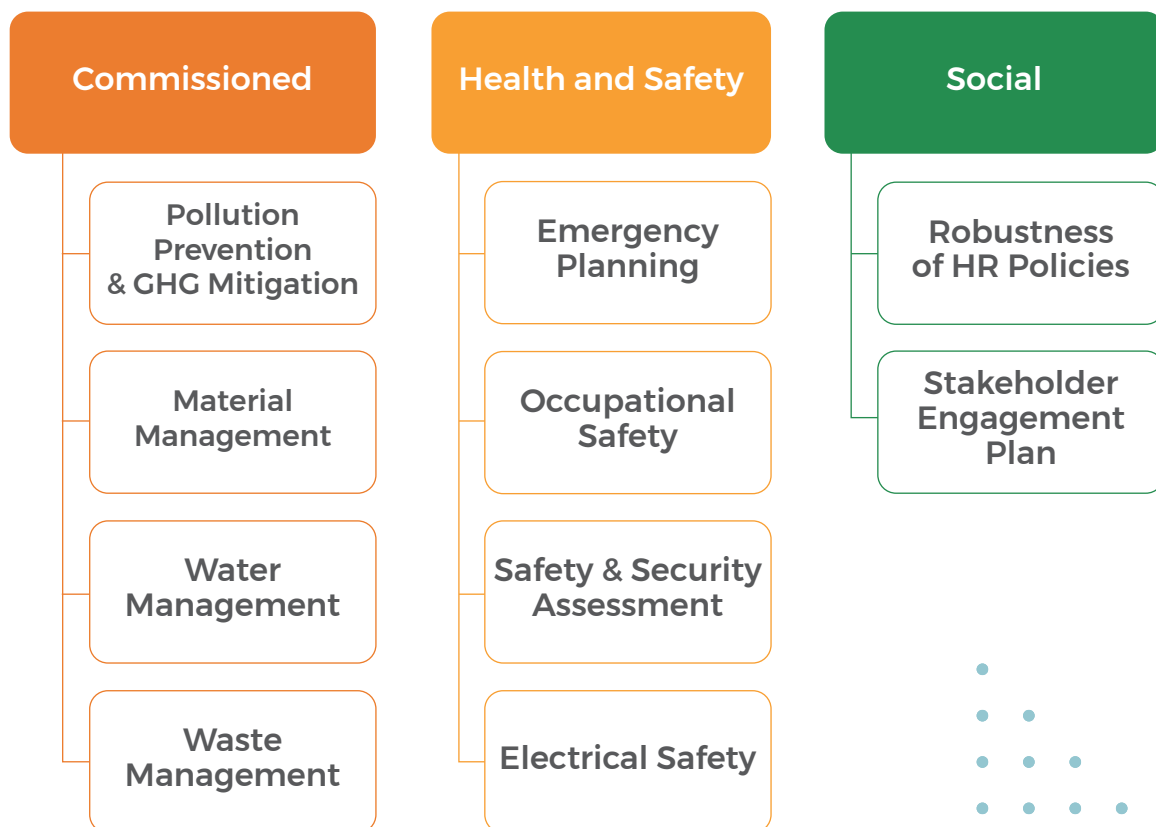 Commissioned
Pollution
Prevention
& GHG Mitigation
Material
Management
Water
Management
Waste
Management
Health and Safety
Emergency
Planning
Occupational
Safety
Safety & Security
Assessment
Electrical Safety
Social
Robustness
of HR Policies
Stakeholder
Engagement
Plan